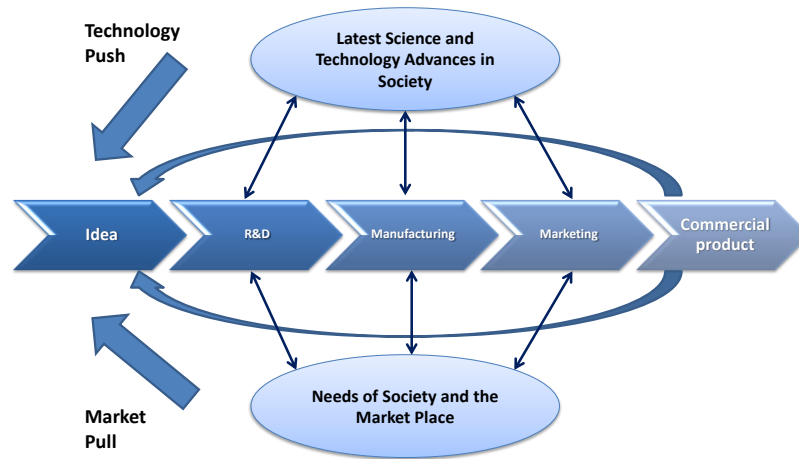 Technology
Push
Latest Science and
Technology Advances in
Society
Idea
R&D
Manufacturing
Marketing
Commercial
product
Needs of Society and the
Market Place
Market
Pull